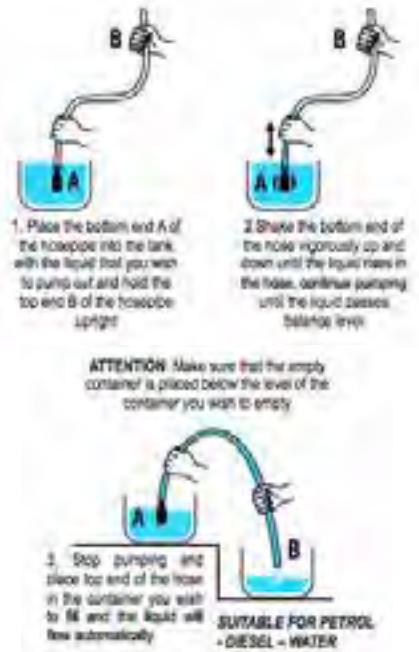 B
A
1. Place the bottom end A of
the hosepipe into the tank
with the liquid that you wish
to pump out and hold the
top end B of the hosepipe
upright
B
A
2 Shake the bottom end of
the hose vigorously up and
down until the liquid rises in
the hose, continue pumping
until the liquid passes
balance level
ATTENTION Make sure that the empty
container is placed below the level of the
container you wish to empty
A
B
3. Stop pumping and
place top end of the hose
in the container you wish
to fill and the liquid will
flow automatically
SUITABLE FOR PETROL
- DIESEL - WATER